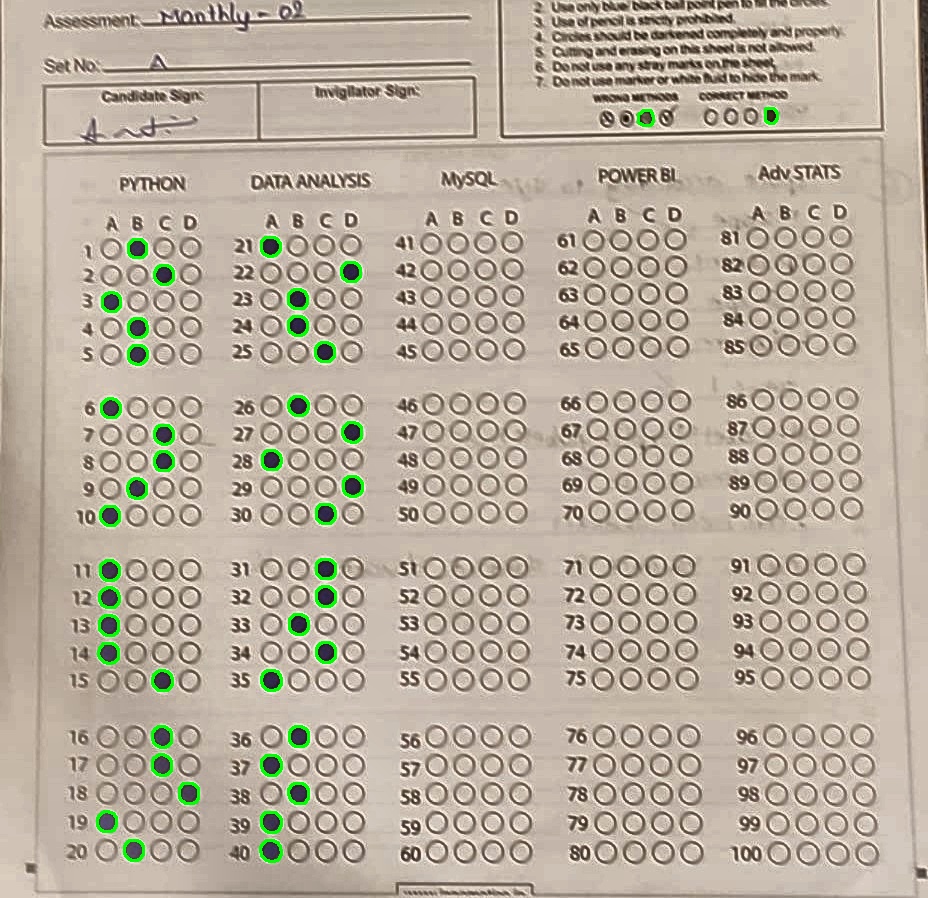 Assessment: Monthly - 02
Set No: A
Candidate Sign:
Invigilator Sign:
2. Use only blue/ black ball point pen to fill the circles.
3. Use of pencil is strictly prohibited.
4. Circles should be darkened completely and properly.
5. Cutting and erasing on this sheet is not allowed.
6. Do not use any stray marks on the sheet.
7. Do not use marker or white fluid to hide the mark.
WRONG METHODS CORRECT METHOD
PYTHON DATA ANALYSIS MySQL POWER BI Adv STATS
A B C D A B C D A B C D A B C D A B C D
1 21 41 61 81
2 22 42 62 82
3 23 43 63 83
4 24 44 64 84
5 25 45 65 85
6 26 46 66 86
7 27 47 67 87
8 28 48 68 88
9 29 49 69 89
10 30 50 70 90
11 31 51 71 91
12 32 52 72 92
13 33 53 73 93
14 34 54 74 94
15 35 55 75 95
16 36 56 76 96
17 37 57 77 97
18 38 58 78 98
19 39 59 79 99
20 40 60 80 100